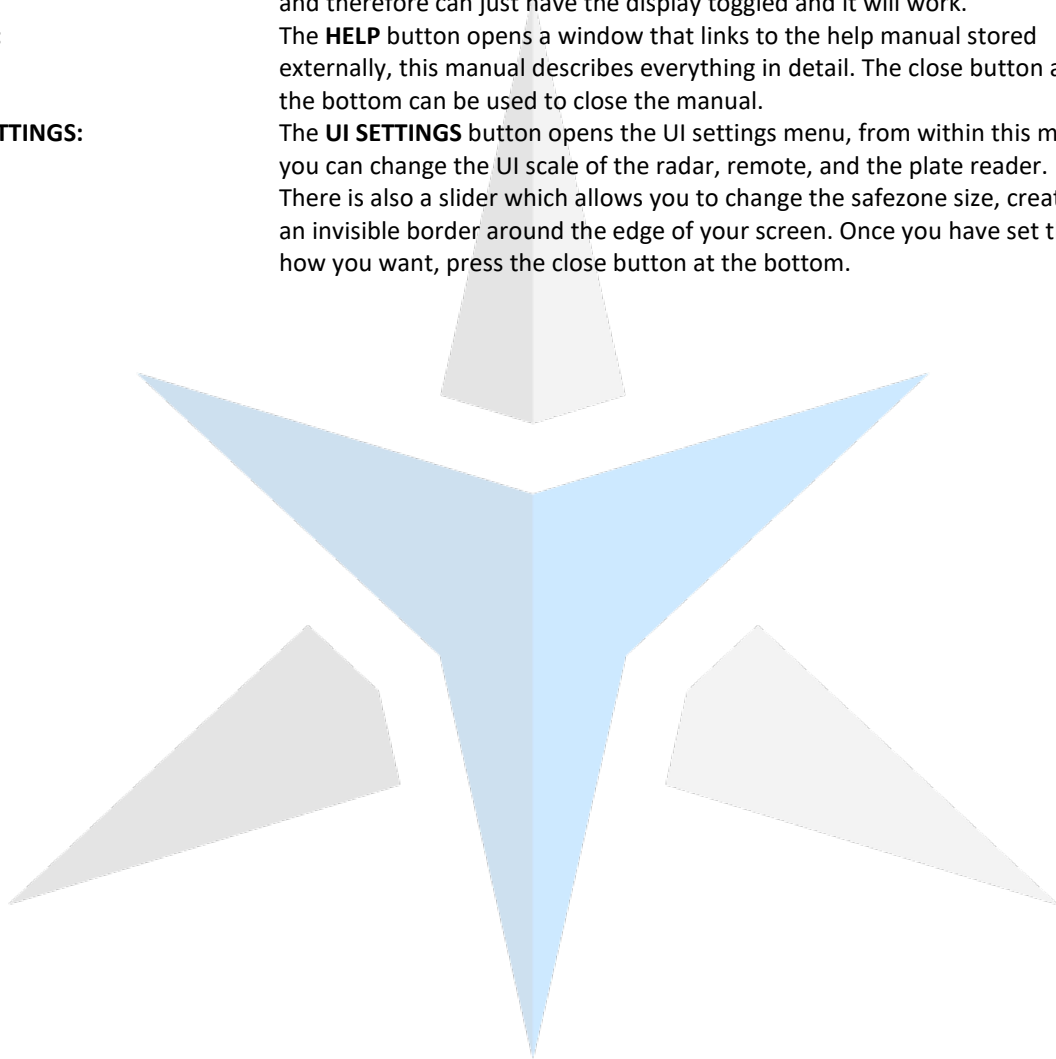 and therefore can just have the display toggled and it will work.
The HELP button opens a window that links to the help manual stored
externally, this manual describes everything in detail. The close button a
the bottom can be used to close the manual.
TTINGS: The UI SETTINGS button opens the UI settings menu, from within this m
you can change the UI scale of the radar, remote, and the plate reader.
There is also a slider which allows you to change the safezone size, creat
an invisible border around the edge of your screen. Once you have set t
how you want, press the close button at the bottom.